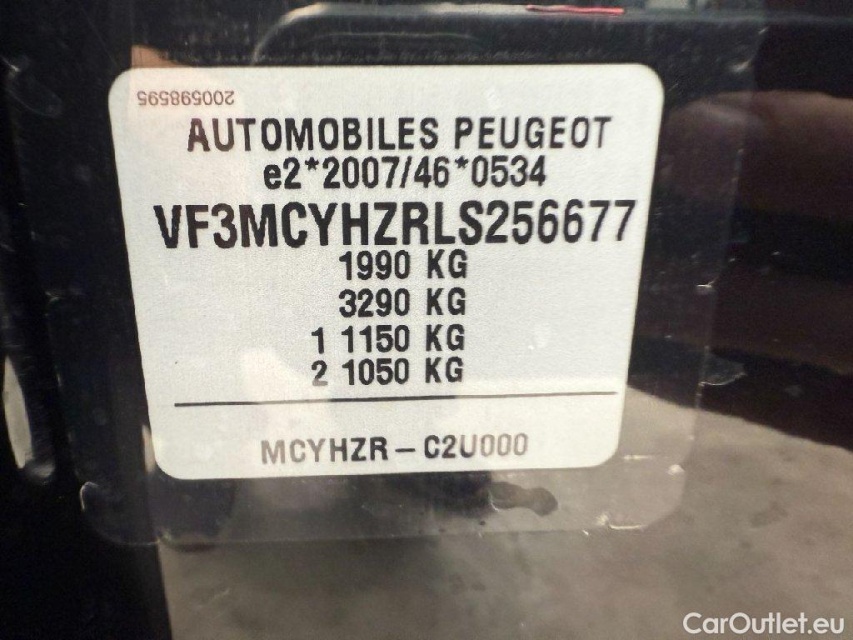 200598595
AUTOMOBILES PEUGEOT
e2*2007/46*0534
VF3MCYHZRLS256677
1990 KG
3290 KG
1 1150 KG
2 1050 KG
MCYHZR – C2U000
CarOutlet.eu